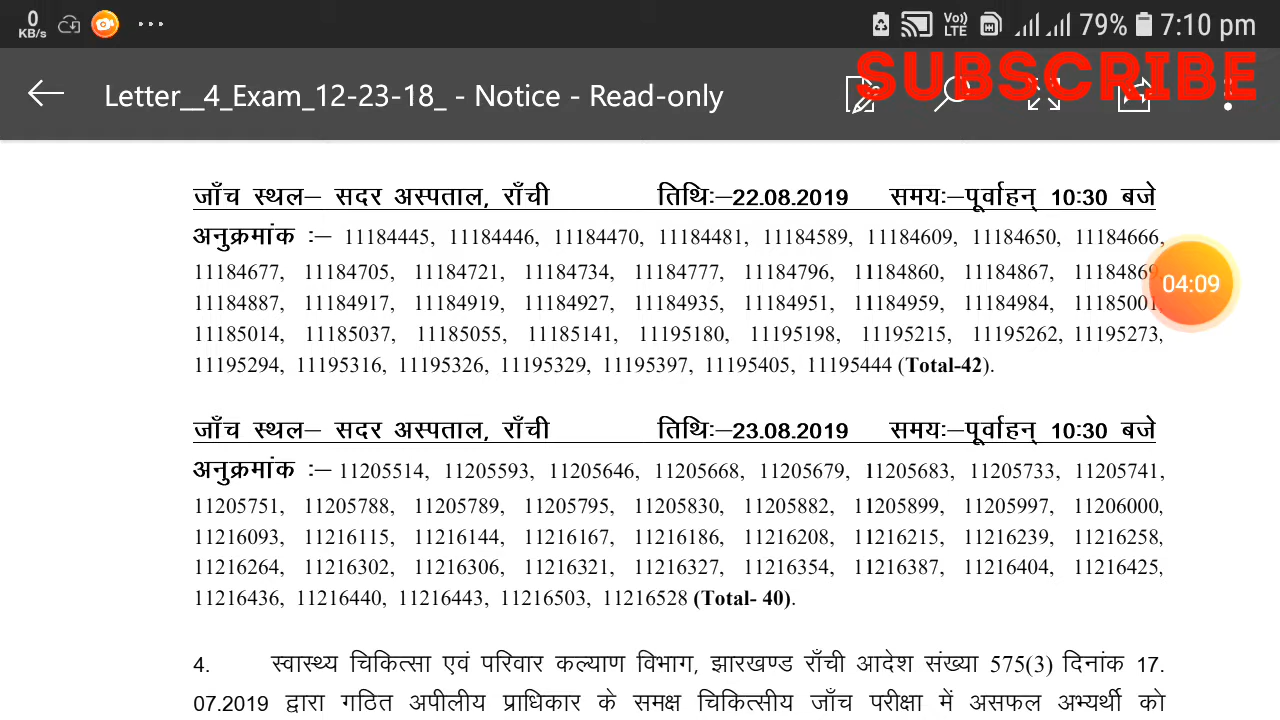 0 KB/s ... Vo) LTE 79% 7:10 pm
SUBSCRIBE
Letter__4_Exam_12-23-18_ - Notice - Read-only
जाँच स्थल– सदर अस्पताल, राँची तिथिः–22.08.2019 समयः–पूर्वाहन् 10:30 बजे
अनुक्रमांक :– 11184445, 11184446, 11184470, 11184481, 11184589, 11184609, 11184650, 11184666,
11184677, 11184705, 11184721, 11184734, 11184777, 11184796, 11184860, 11184867, 11184869,
04:09
11184887, 11184917, 11184919, 11184927, 11184935, 11184951, 11184959, 11184984, 11185001,
11185014, 11185037, 11185055, 11185141, 11195180, 11195198, 11195215, 11195262, 11195273,
11195294, 11195316, 11195326, 11195329, 11195397, 11195405, 11195444 (Total-42).
जाँच स्थल– सदर अस्पताल, राँची तिथिः–23.08.2019 समयः–पूर्वाहन् 10:30 बजे
अनुक्रमांक :– 11205514, 11205593, 11205646, 11205668, 11205679, 11205683, 11205733, 11205741,
11205751, 11205788, 11205789, 11205795, 11205830, 11205882, 11205899, 11205997, 11206000,
11216093, 11216115, 11216144, 11216167, 11216186, 11216208, 11216215, 11216239, 11216258,
11216264, 11216302, 11216306, 11216321, 11216327, 11216354, 11216387, 11216404, 11216425,
11216436, 11216440, 11216443, 11216503, 11216528 (Total- 40).
4. स्वास्थ्य चिकित्सा एवं परिवार कल्याण विभाग, झारखण्ड राँची आदेश संख्या 575(3) दिनांक 17.
07.2019 द्वारा गठित अपीलीय प्राधिकार के समक्ष चिकित्सीय जाँच परीक्षा में असफल अभ्यर्थी को